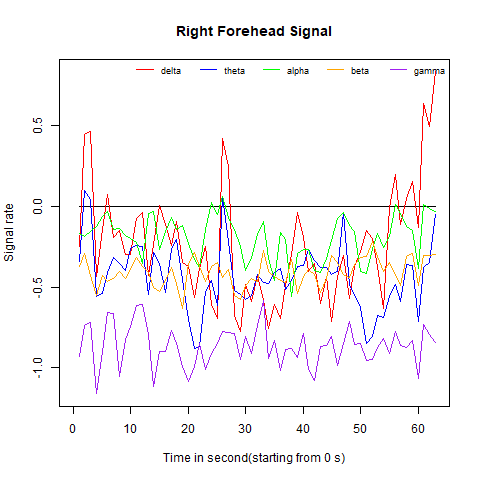 Right Forehead Signal
delta theta alpha beta gamma
Signal rate
0.5
0.0
-0.5
-1.0
0 10 20 30 40 50 60
Time in second(starting from 0 s)